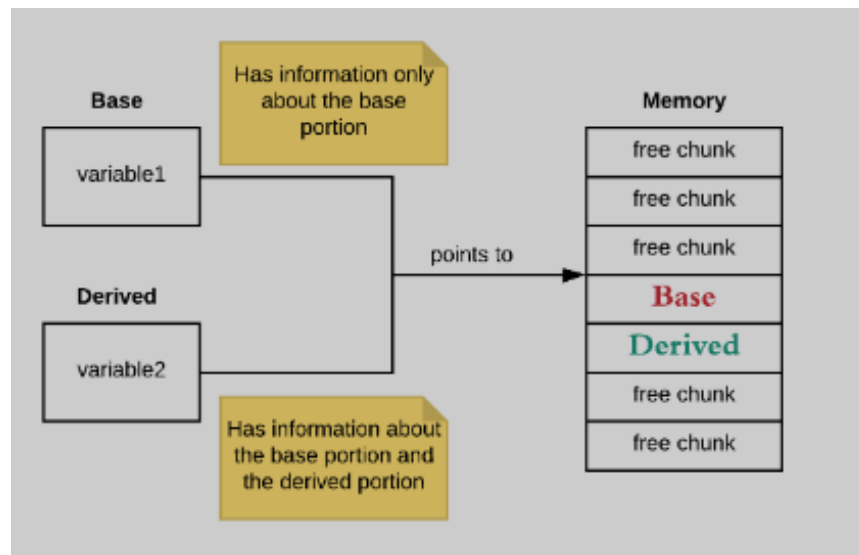 Has information only
about the base
portion
Base
Memory
variable1
free chunk
free chunk
free chunk
points to
Derived
Base
Derived
variable2
free chunk
Has information about
the base portion and
the derived portion
free chunk